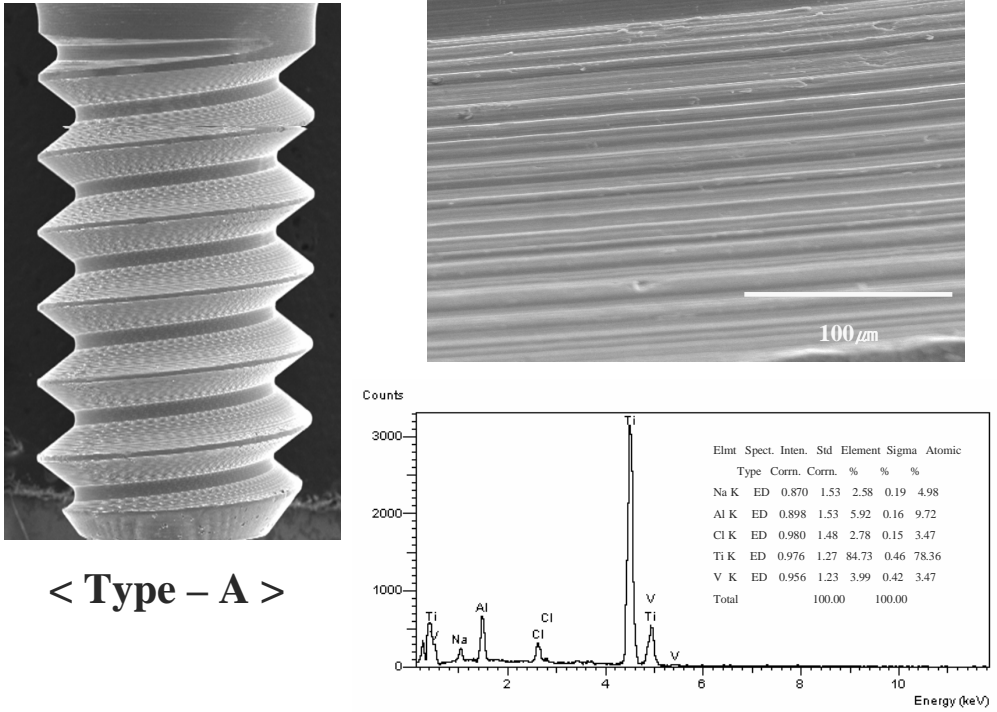 100㎛
< Type – A >
Counts
3000
2000
1000
0
Ti
V
Na
Al
Cl
Cl
Ti
V
Ti
V
2
4
6
8
10
Energy (keV)
Elmt Spect. Inten. Std Element Sigma Atomic
Type Corrn. Corrn. % % %
Na K ED 0.870 1.53 2.58 0.19 4.98
Al K ED 0.898 1.53 5.92 0.16 9.72
Cl K ED 0.980 1.48 2.78 0.15 3.47
Ti K ED 0.976 1.27 84.73 0.46 78.36
V K ED 0.956 1.23 3.99 0.42 3.47
Total 100.00 100.00